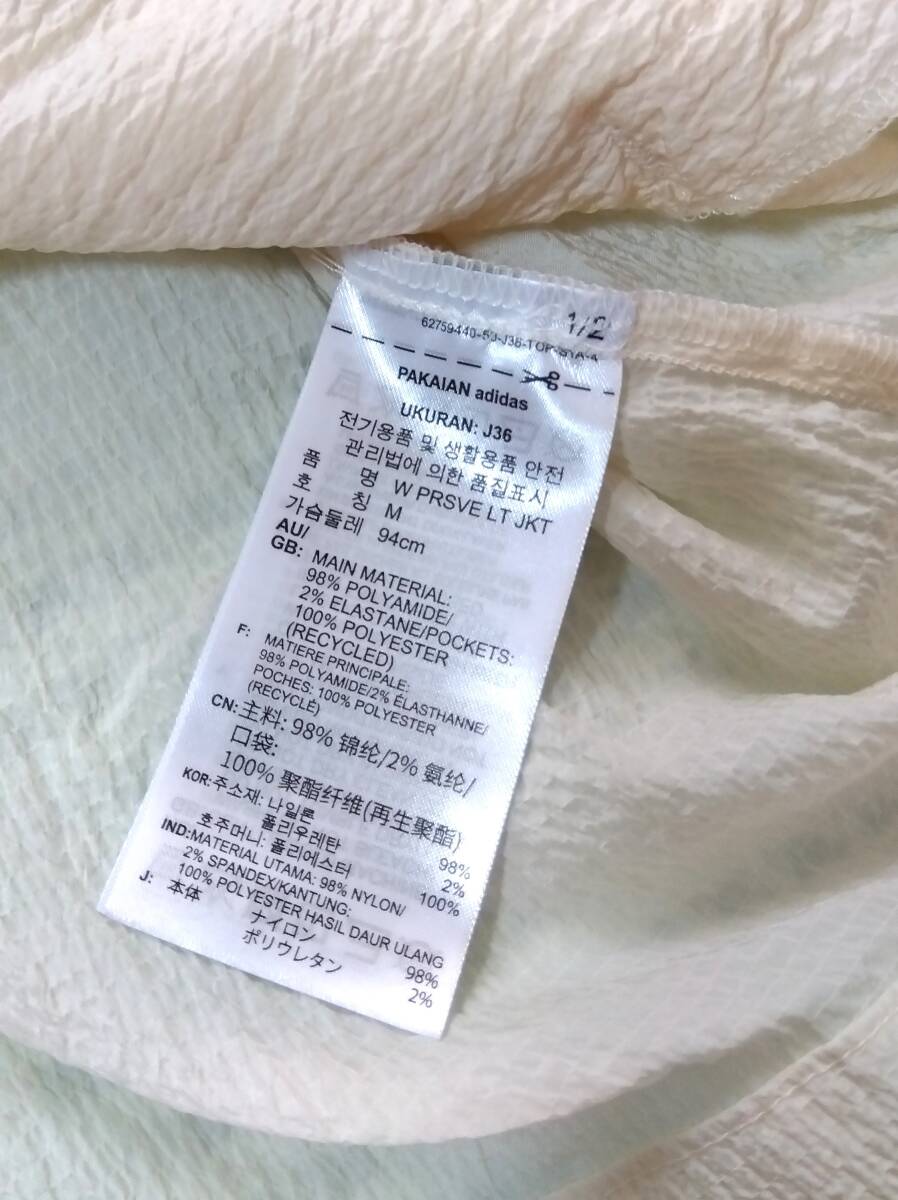 1/2
62759440-50-J36-TOP-STA-4
PAKAIAN adidas
UKURAN: J36
전기용품 및 생활용품 안전
관리법에 의한 품질표시
품 명 W PRSVE LT JKT
호 칭 M
가슴둘레 94cm
AU/
GB: MAIN MATERIAL:
98% POLYAMIDE/
2% ELASTANE/POCKETS:
100% POLYESTER
(RECYCLED)
F: MATIERE PRINCIPALE:
98% POLYAMIDE/2% ÉLASTHANNE/
POCHES: 100% POLYESTER
(RECYCLÉ)
CN: 主料: 98% 锦纶/2% 氨纶/
口袋:
100% 聚酯纤维(再生聚酯)
KOR: 주소재: 나일론 98%
폴리우레탄 2%
호주머니: 폴리에스터 100%
IND: MATERIAL UTAMA: 98% NYLON/
2% SPANDEX/KANTUNG:
100% POLYESTER HASIL DAUR ULANG
J: 本体 ナイロン 98%
ポリウレタン 2%